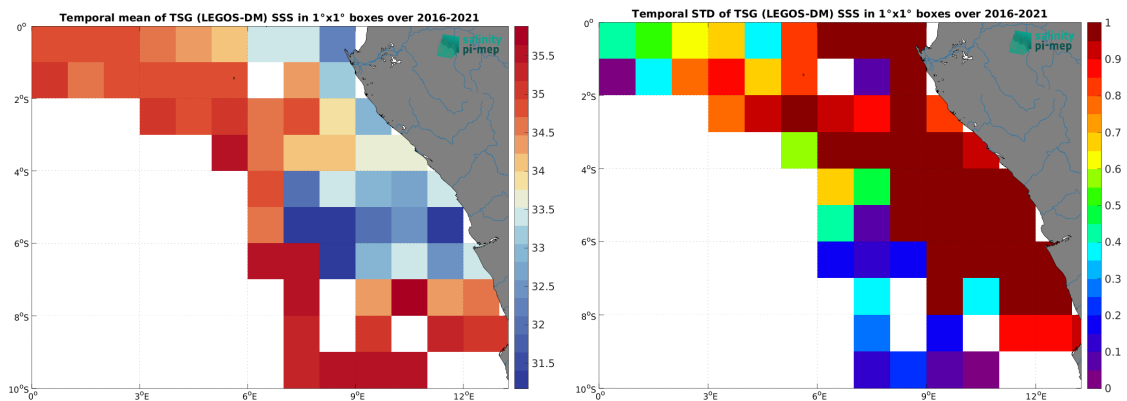 Temporal mean of TSG (LEGOS-DM) SSS in 1°x1° boxes over 2016-2021
0°
2°S
4°S
6°S
8°S
10°S
0°
3°E
6°E
9°E
12°E
salinity
pi-mep
35.5
35
34.5
34
33.5
33
32.5
32
31.5
Temporal STD of TSG (LEGOS-DM) SSS in 1°x1° boxes over 2016-2021
0°
2°S
4°S
6°S
8°S
10°S
0°
3°E
6°E
9°E
12°E
salinity
pi-mep
1
0.9
0.8
0.7
0.6
0.5
0.4
0.3
0.2
0.1
0